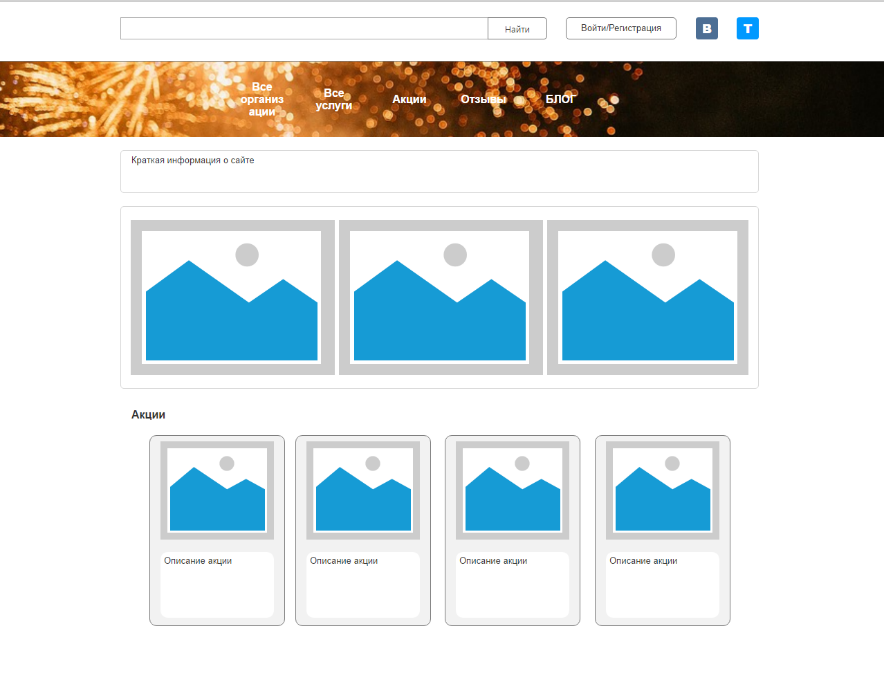 Найти
Войти/Регистрация
В
Т
Все
организ
ации
Все
услуги
Акции
Отзывы
БЛОГ
Краткая информация о сайте
Акции
Описание акции
Описание акции
Описание акции
Описание акции